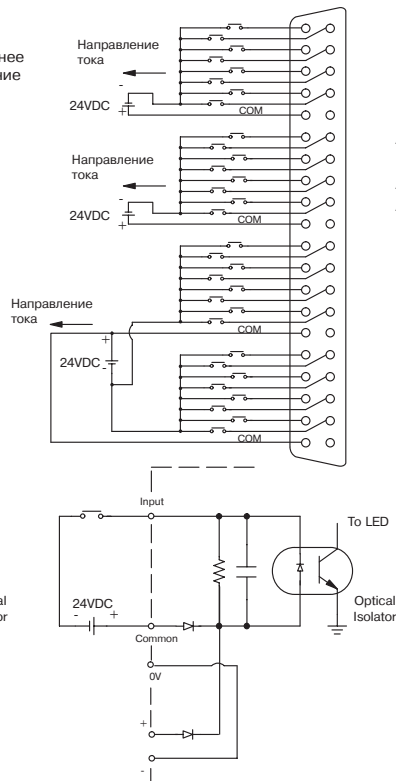 нее
ние
Направление
тока
-
24VDC
+
COM
Направление
тока
-
24VDC
+
COM
Направление
тока
COM
+
24VDC
-
COM
Input
To LED
al
or
24VDC
-
+
Common
Optical
Isolator
0V
+
-